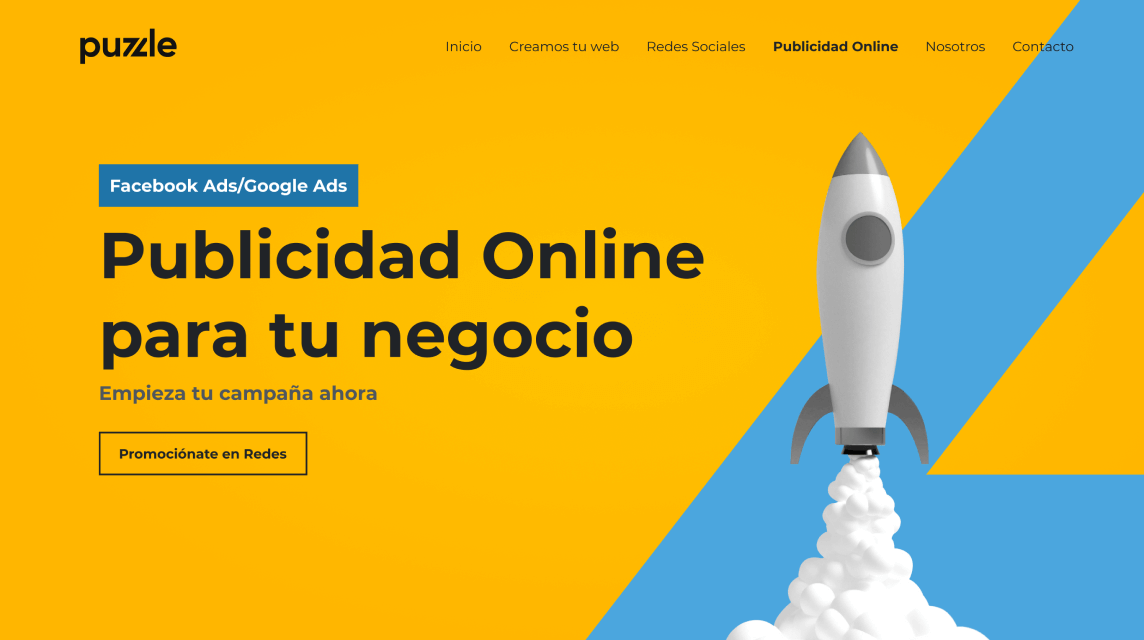 puzzle
Inicio Creamos tu web Redes Sociales Publicidad Online Nosotros Contacto
Facebook Ads/Google Ads
Publicidad Online
para tu negocio
Empieza tu campaña ahora
Promociónate en Redes